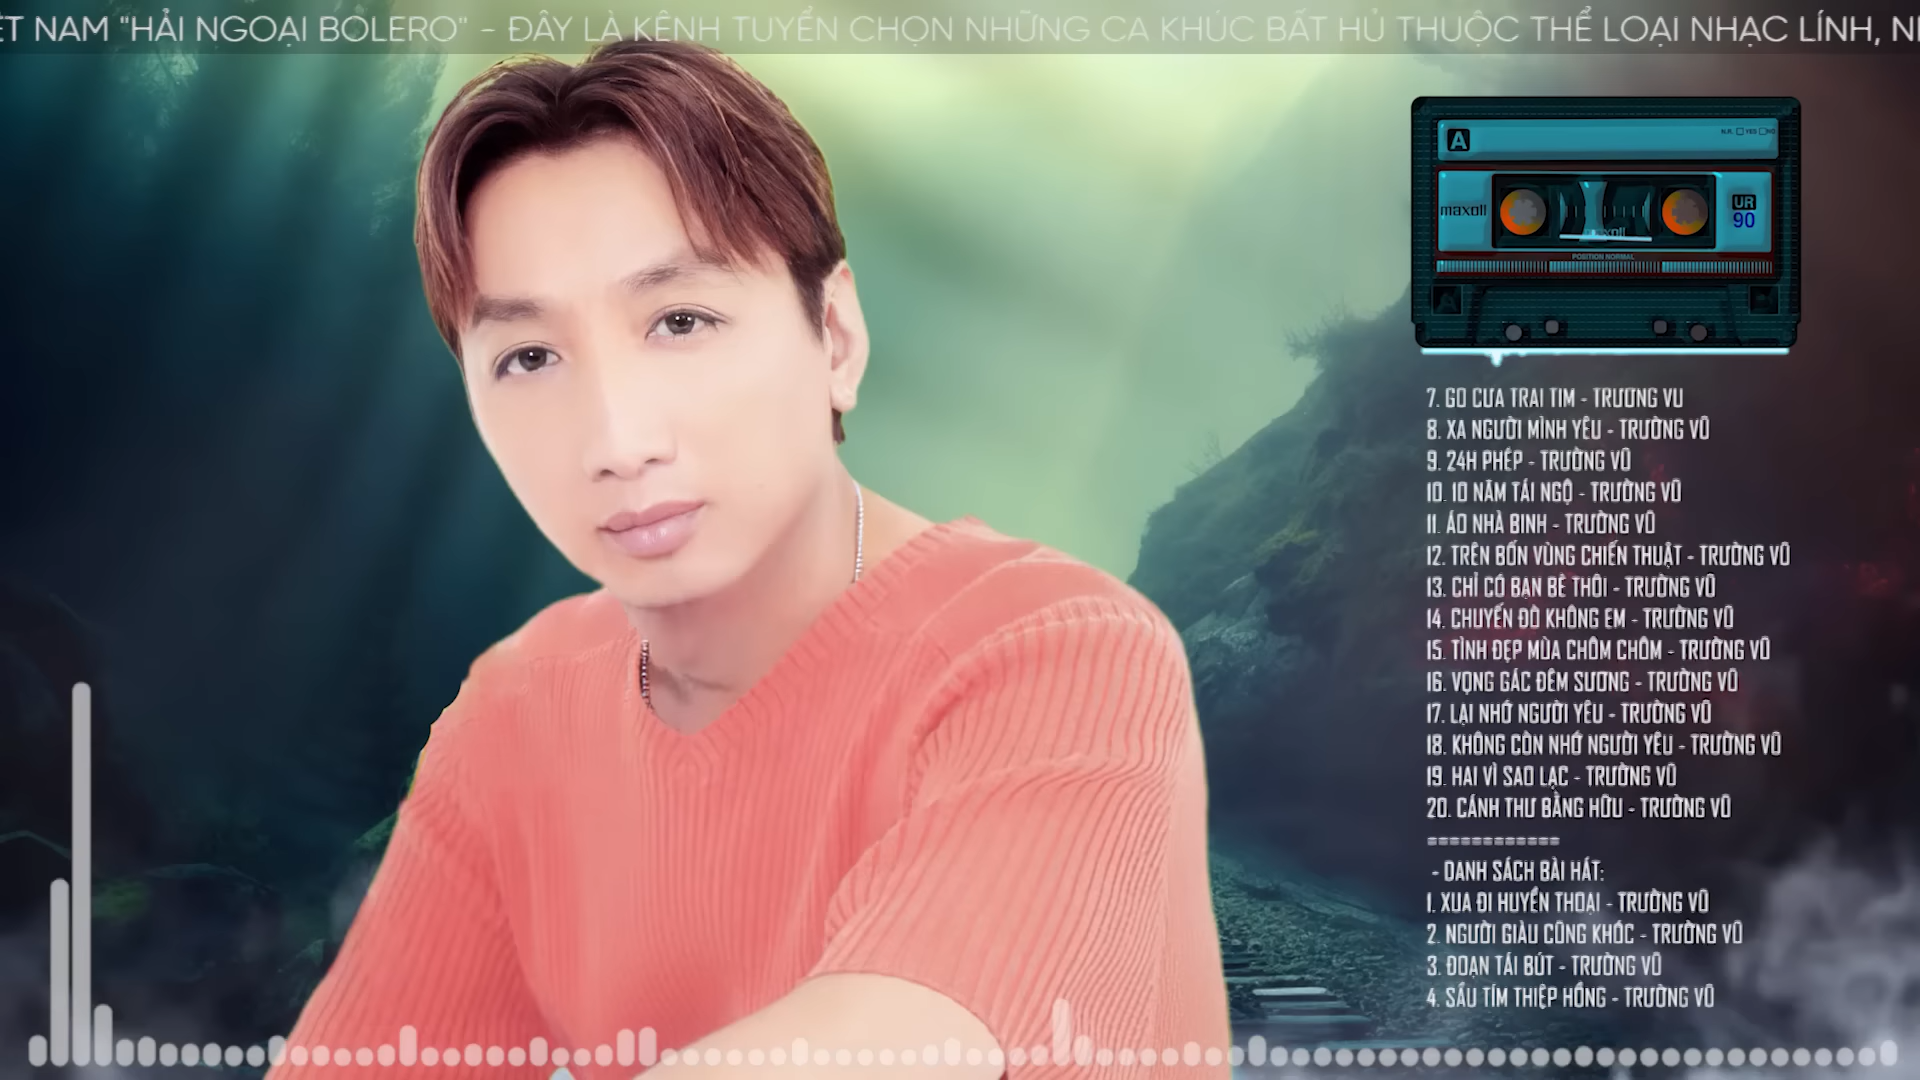 ỆT NAM "HẢI NGOẠI BOLERO" - ĐÂY LÀ KÊNH TUYỂN CHỌN NHỮNG CA KHÚC BẤT HỦ THUỘC THỂ LOẠI NHẠC LÍNH,
A
N.R. YES NO
maxell
UR
90
POSITION NORMAL
7. GÕ CỬA TRÁI TIM - TRƯỜNG VŨ
8. XA NGƯỜI MÌNH YÊU - TRƯỜNG VŨ
9. 24H PHÉP - TRƯỜNG VŨ
10. 10 NĂM TÁI NGỘ - TRƯỜNG VŨ
11. ÁO NHÀ BINH - TRƯỜNG VŨ
12. TRÊN BỐN VÙNG CHIẾN THUẬT - TRƯỜNG VŨ
13. CHỈ CÓ BẠN BÈ THÔI - TRƯỜNG VŨ
14. CHUYẾN ĐÒ KHÔNG EM - TRƯỜNG VŨ
15. TÌNH ĐẸP MÙA CHÔM CHÔM - TRƯỜNG VŨ
16. VỌNG GÁC ĐÊM SƯƠNG - TRƯỜNG VŨ
17. LẠI NHỚ NGƯỜI YÊU - TRƯỜNG VŨ
18. KHÔNG CÒN NHỚ NGƯỜI YÊU - TRƯỜNG VŨ
19. HAI VÌ SAO LẠC - TRƯỜNG VŨ
20. CÁNH THƯ BẰNG HỮU - TRƯỜNG VŨ
============
- DANH SÁCH BÀI HÁT:
1. XUA ĐI HUYỀN THOẠI - TRƯỜNG VŨ
2. NGƯỜI GIÀU CŨNG KHÓC - TRƯỜNG VŨ
3. ĐOẠN TÁI BÚT - TRƯỜNG VŨ
4. SẦU TÍM THIỆP HỒNG - TRƯỜNG VŨ